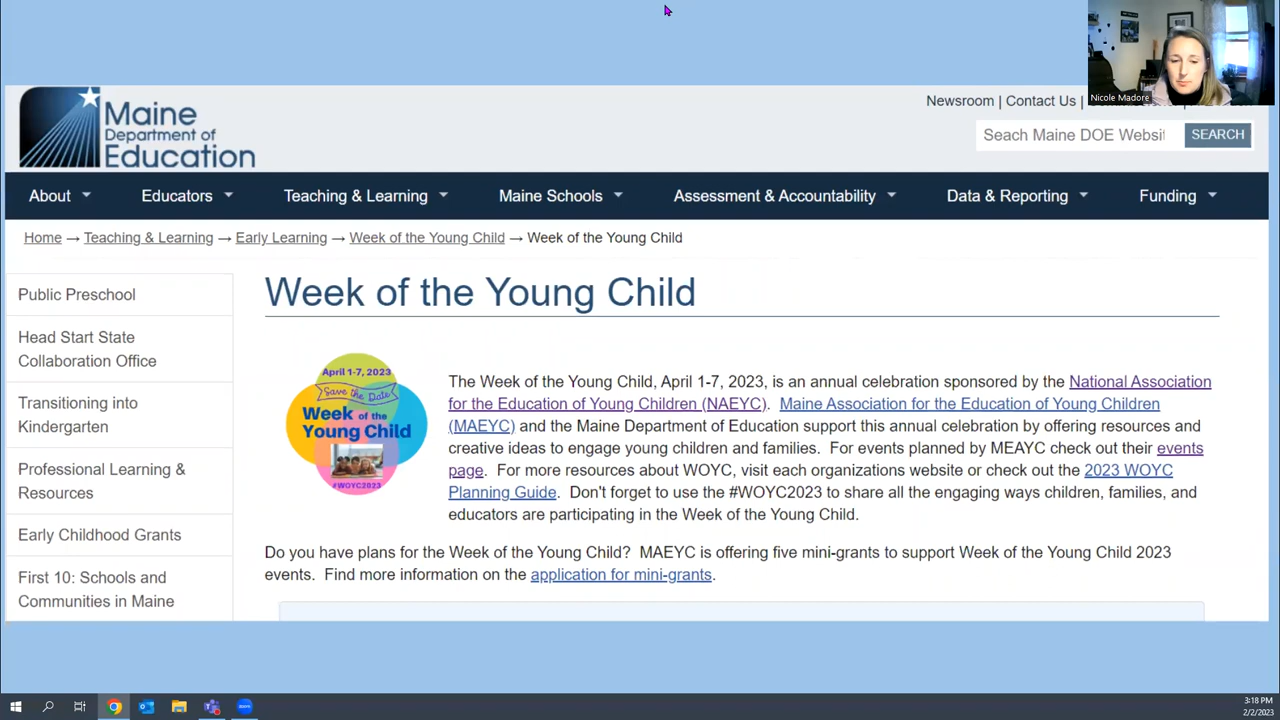 Nicole Madore
Maine
Department of
Education
Newsroom | Contact Us |
Seach Maine DOE Websit
SEARCH
About
Educators
Teaching & Learning
Maine Schools
Assessment & Accountability
Data & Reporting
Funding
Home → Teaching & Learning → Early Learning → Week of the Young Child → Week of the Young Child
Public Preschool
Head Start State
Collaboration Office
Transitioning into
Kindergarten
Professional Learning &
Resources
Early Childhood Grants
First 10: Schools and
Communities in Maine
Week of the Young Child
April 1-7, 2023
Save the Date
Week of the
Young Child
#WOYC2023
The Week of the Young Child, April 1-7, 2023, is an annual celebration sponsored by the National Association
for the Education of Young Children (NAEYC). Maine Association for the Education of Young Children
(MAEYC) and the Maine Department of Education support this annual celebration by offering resources and
creative ideas to engage young children and families. For events planned by MEAYC check out their events
page. For more resources about WOYC, visit each organizations website or check out the 2023 WOYC
Planning Guide. Don't forget to use the #WOYC2023 to share all the engaging ways children, families, and
educators are participating in the Week of the Young Child.
Do you have plans for the Week of the Young Child? MAEYC is offering five mini-grants to support Week of the Young Child 2023
events. Find more information on the application for mini-grants.
3:18 PM
2/2/2023